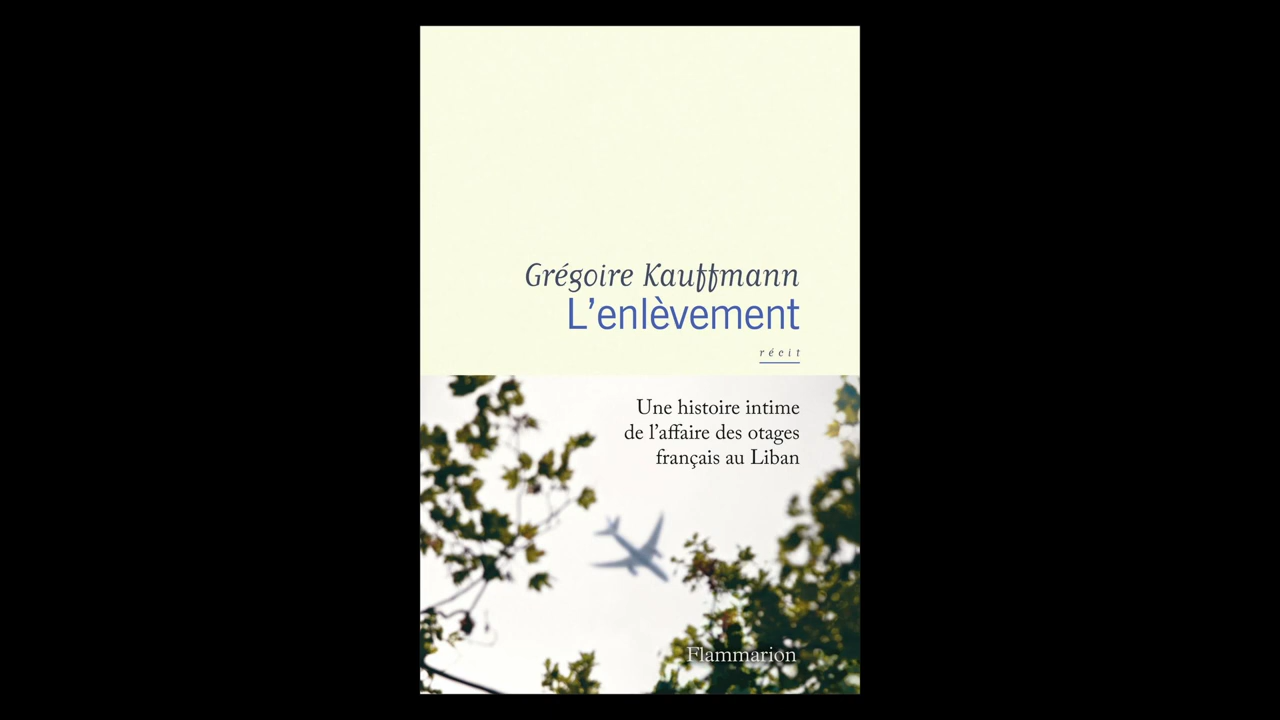 Grégoire Kauffmann
L’enlèvement
récit
Une histoire intime
de l’affaire des otages
français au Liban
Flammarion